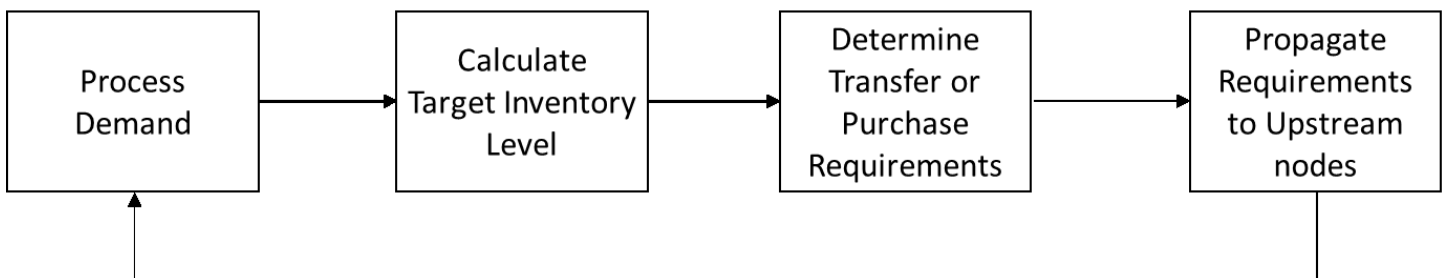 Process
Demand
Calculate
Target Inventory
Level
Determine
Transfer or
Purchase
Requirements
Propagate
Requirements
to Upstream
nodes